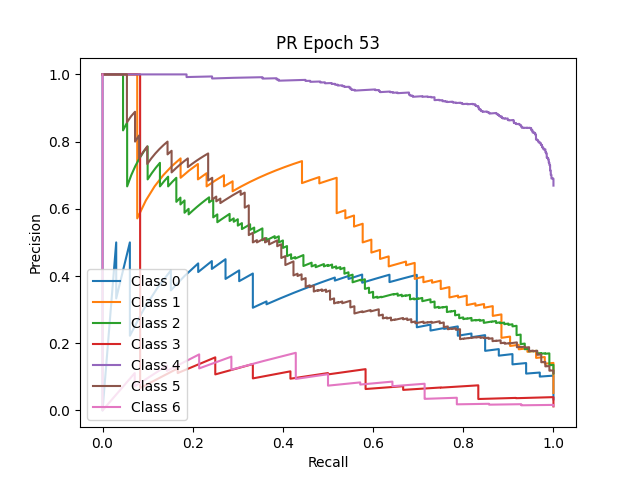 PR Epoch 53
Precision
1.0
0.8
0.6
0.4
0.2
0.0
Class 0
Class 1
Class 2
Class 3
Class 4
Class 5
Class 6
0.0 0.2 0.4 0.6 0.8 1.0
Recall